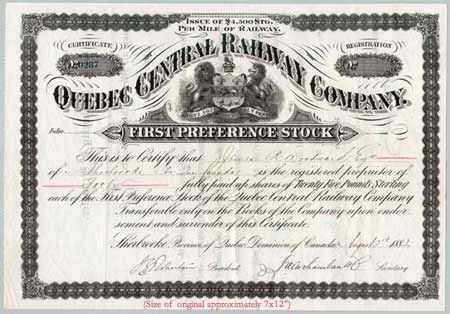 ISSUE OF £4,500 STG.
PER MILE OF RAILWAY.
CERTIFICATE
REGISTRATION
QUEBEC CENTRAL RAILWAY COMPANY.
FIRST PREFERENCE STOCK
This is to Certify that
of Sherbrooke is the registered proprietor of
fully paid up shares of Twenty Five Pounds, Sterling
each of the First Preference Stock of the Quebec Central Railway Company
Transferable only on the Books of the Company upon endor-
sement and surrender of this Certificate.
Sherbrooke Province of Quebec Dominion of Canada August
President Secretary
(Size of original approximately 7x12")